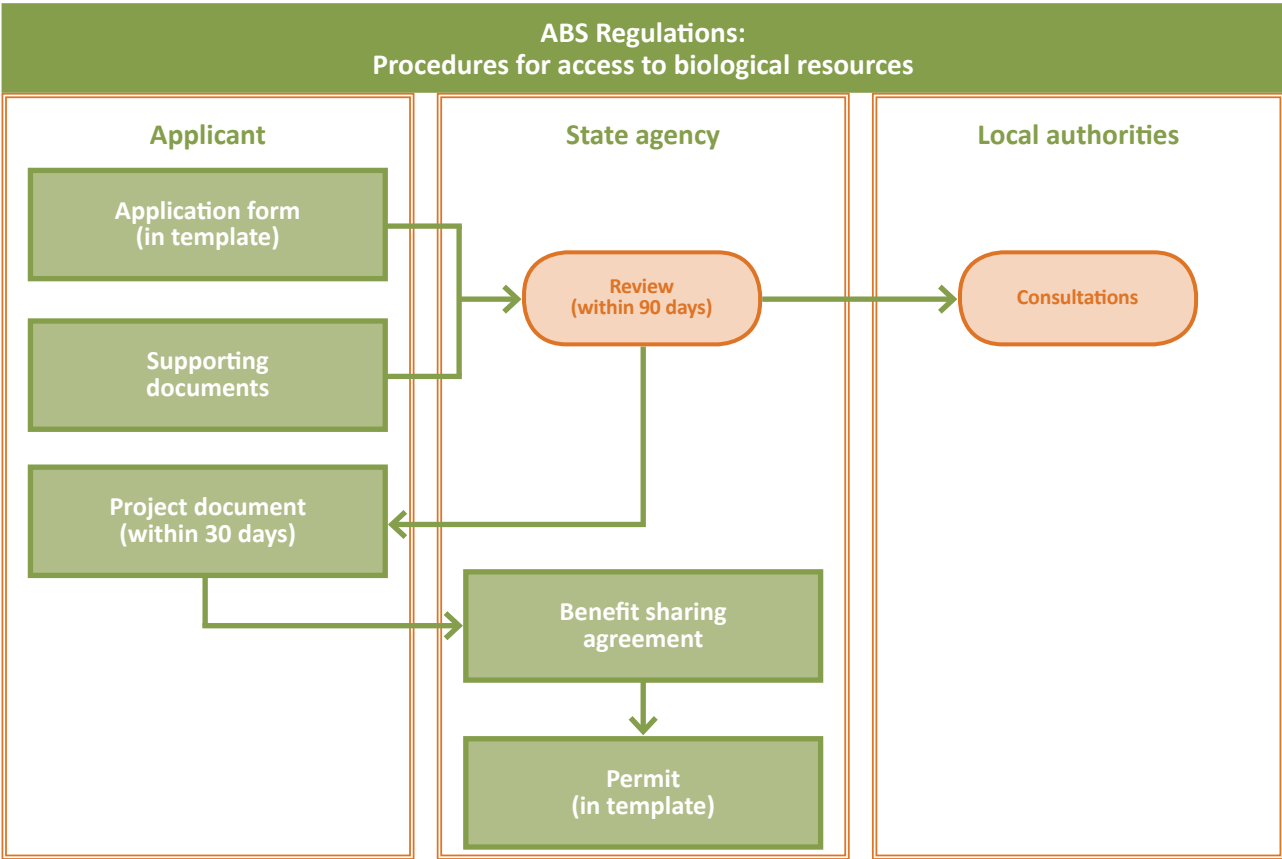 ABS Regulations:
Procedures for access to biological resources
Applicant
Application form
(in template)
Supporting
documents
Project document
(within 30 days)
State agency
Review
(within 90 days)
Benefit sharing
agreement
Permit
(in template)
Local authorities
Consultations